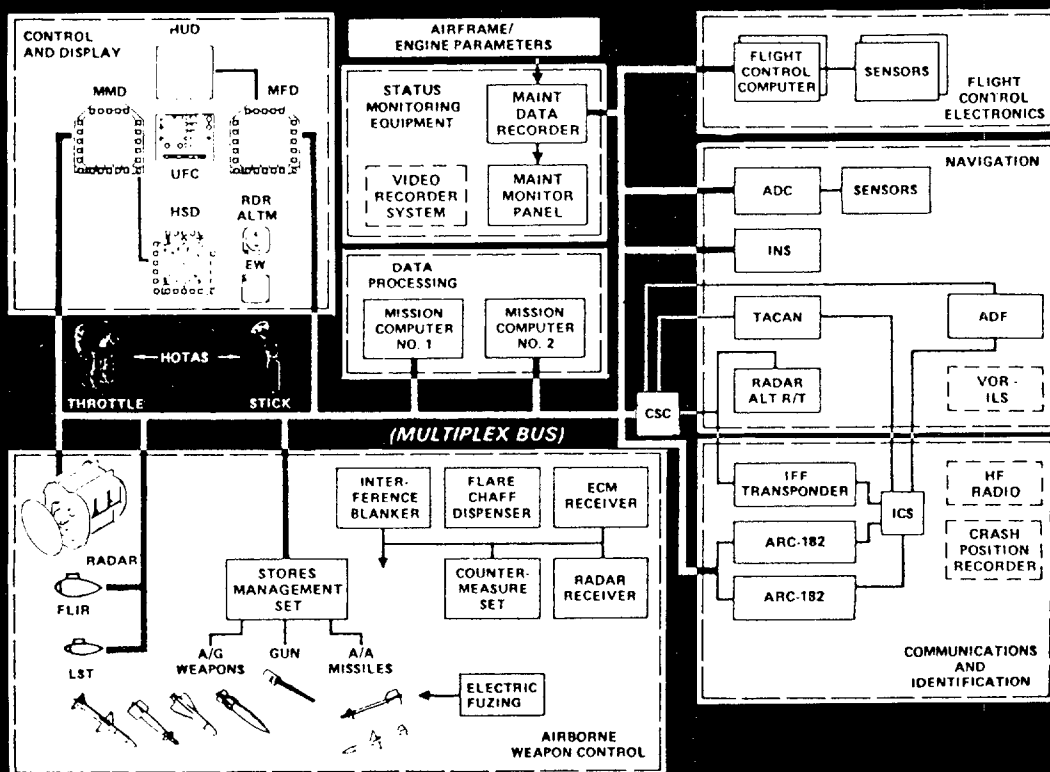 CONTROL
AND DISPLAY
HUD
MMD
MFD
UFC
HSD
RDR
ALTM
EW
HOTAS
THROTTLE
STICK
AIRFRAME/
ENGINE PARAMETERS
STATUS
MONITORING
EQUIPMENT
MAINT
DATA
RECORDER
VIDEO
RECORDER
SYSTEM
MAINT
MONITOR
PANEL
DATA
PROCESSING
MISSION
COMPUTER
NO. 1
MISSION
COMPUTER
NO. 2
FLIGHT
CONTROL
COMPUTER
SENSORS
FLIGHT
CONTROL
ELECTRONICS
NAVIGATION
ADC
SENSORS
INS
TACAN
ADF
RADAR
ALT R/T
VOR -
ILS
CSC
(MULTIPLEX BUS)
RADAR
FLIR
LST
INTER-
FERENCE
BLANKER
FLARE
CHAFF
DISPENSER
ECM
RECEIVER
STORES
MANAGEMENT
SET
COUNTER-
MEASURE
SET
RADAR
RECEIVER
A/G
WEAPONS
GUN
A/A
MISSILES
ELECTRIC
FUZING
AIRBORNE
WEAPON CONTROL
IFF
TRANSPONDER
ICS
HF
RADIO
ARC-182
CRASH
POSITION
RECORDER
ARC-182
COMMUNICATIONS
AND
IDENTIFICATION